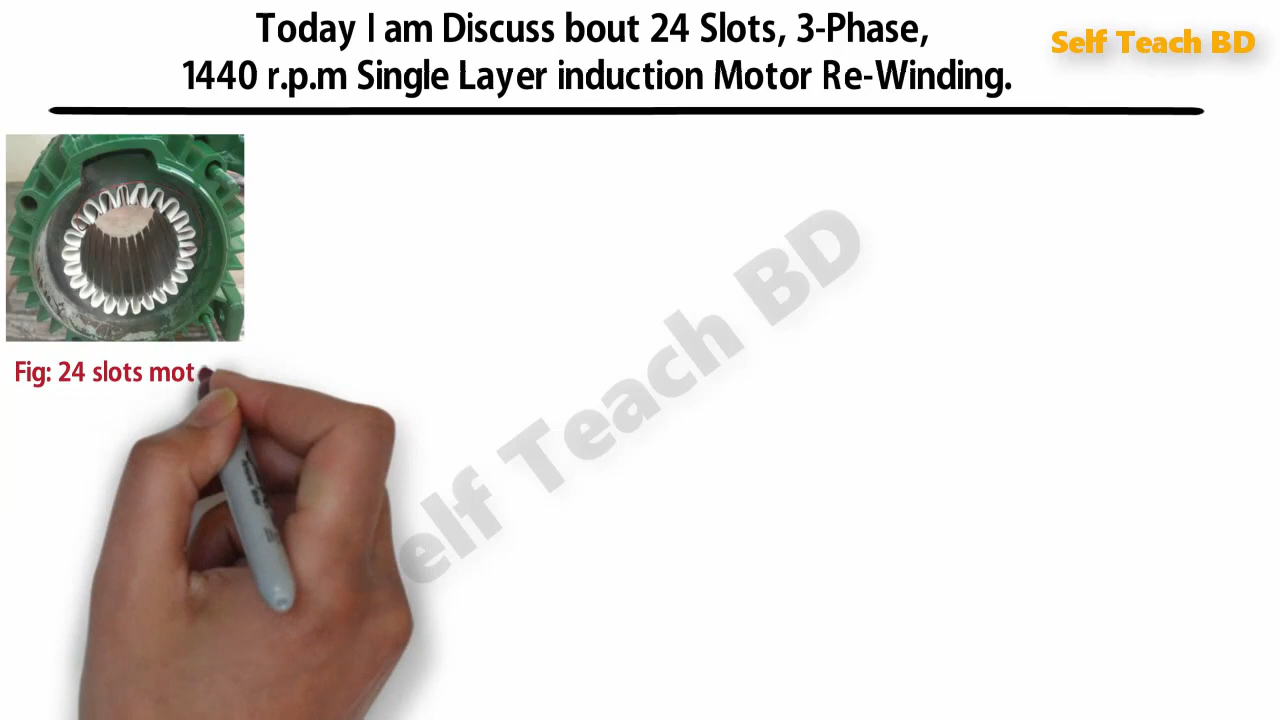 Today I am Discuss bout 24 Slots, 3-Phase,
1440 r.p.m Single Layer induction Motor Re-Winding.
Self Teach BD
Fig: 24 slots mot
elf Teach BD